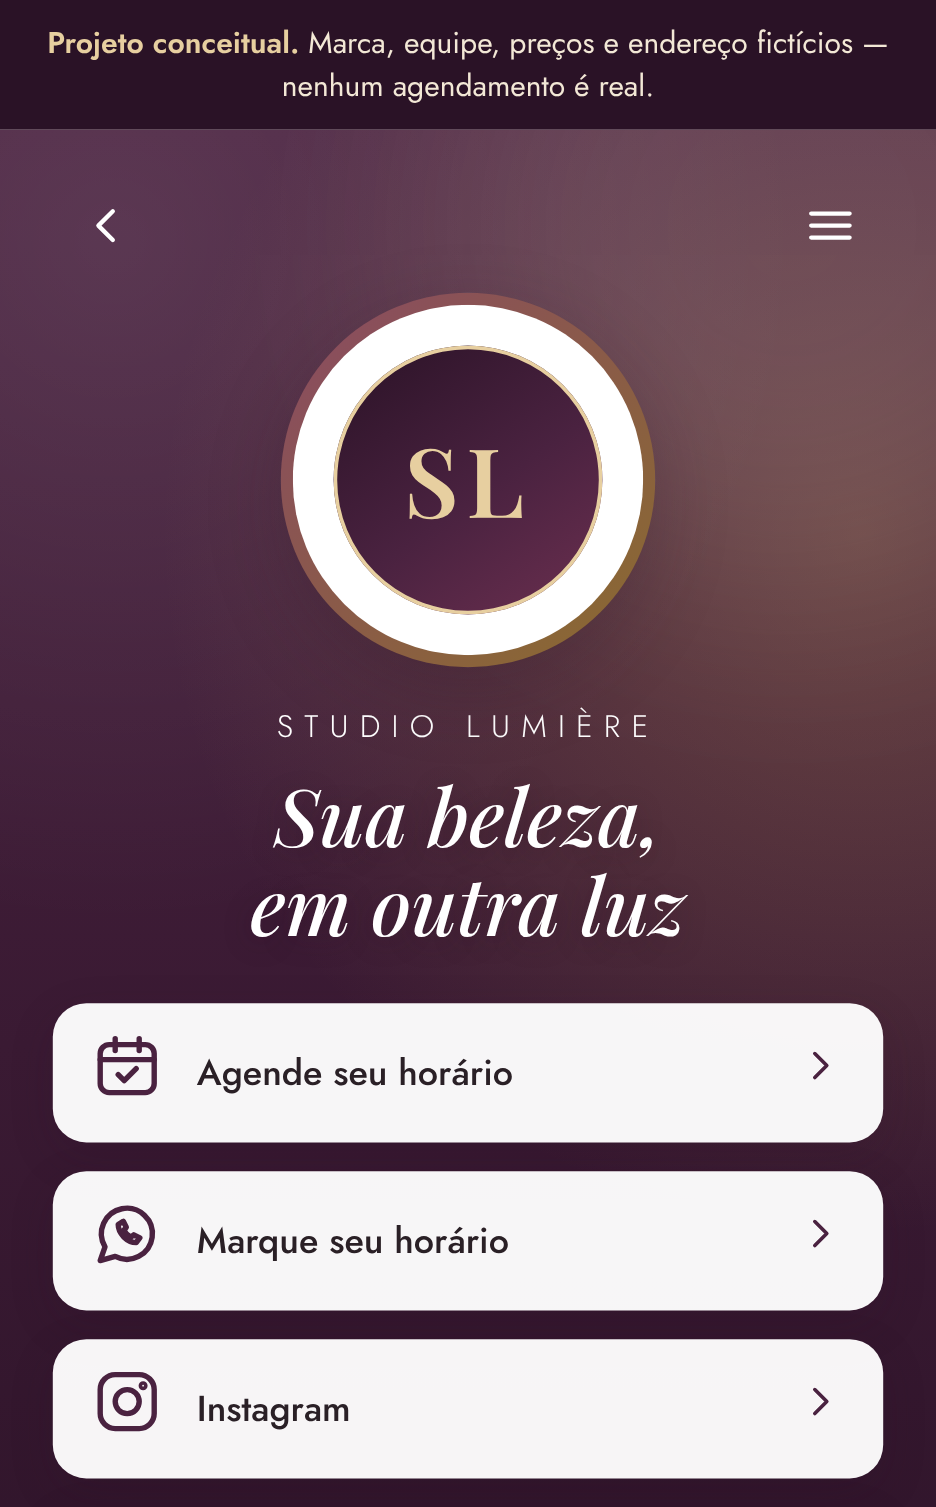 Projeto conceitual. Marca, equipe, preços e endereço fictícios —
nenhum agendamento é real.
SL
STUDIO LUMIÈRE
Sua beleza,
em outra luz
Agende seu horário
Marque seu horário
Instagram